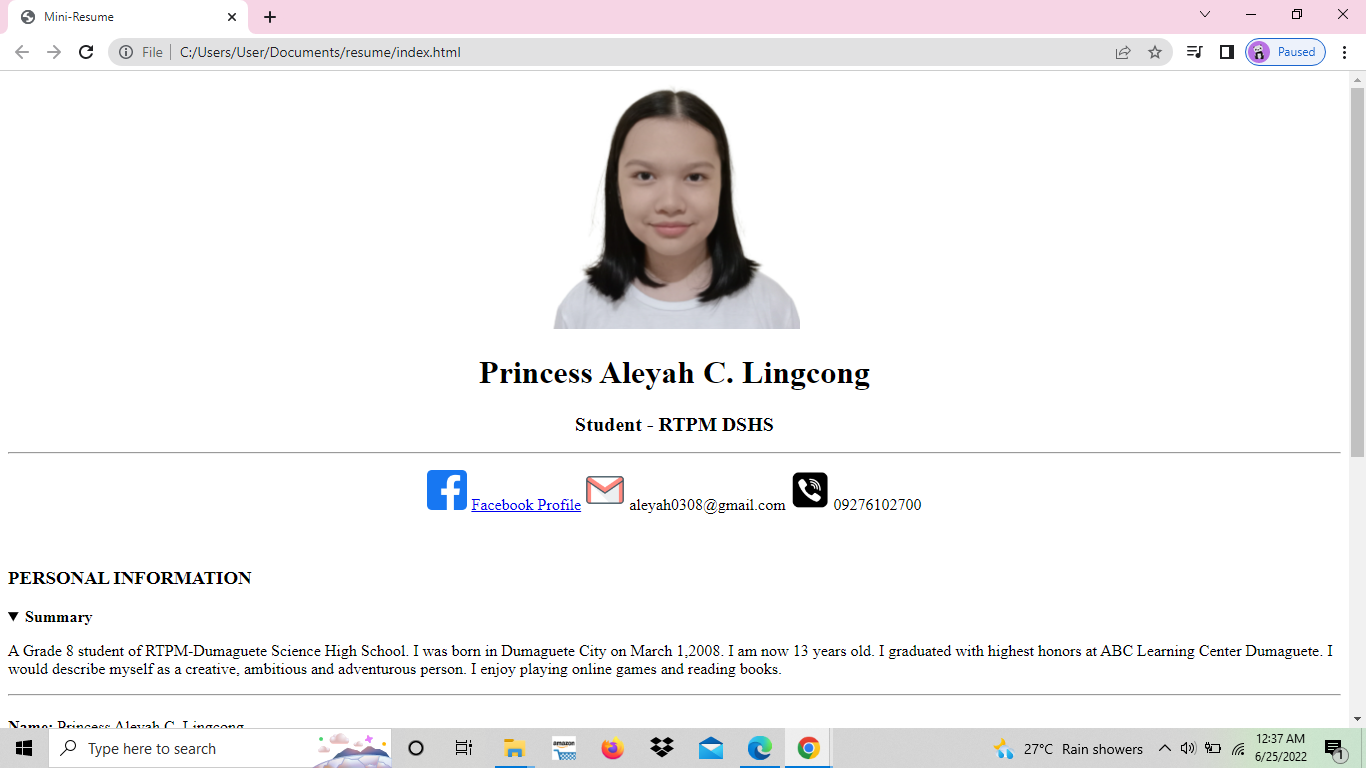 Mini-Resume
File | C:/Users/User/Documents/resume/index.html
Paused
Princess Aleyah C. Lingcong
Student - RTPM DSHS
Facebook Profile aleyah0308@gmail.com 09276102700
PERSONAL INFORMATION
Summary
A Grade 8 student of RTPM-Dumaguete Science High School. I was born in Dumaguete City on March 1,2008. I am now 13 years old. I graduated with highest honors at ABC Learning Center Dumaguete. I
would describe myself as a creative, ambitious and adventurous person. I enjoy playing online games and reading books.
Name: Princess Aleyah C. Lingcong
Type here to search
amazon
27°C Rain showers
12:37 AM
6/25/2022
1